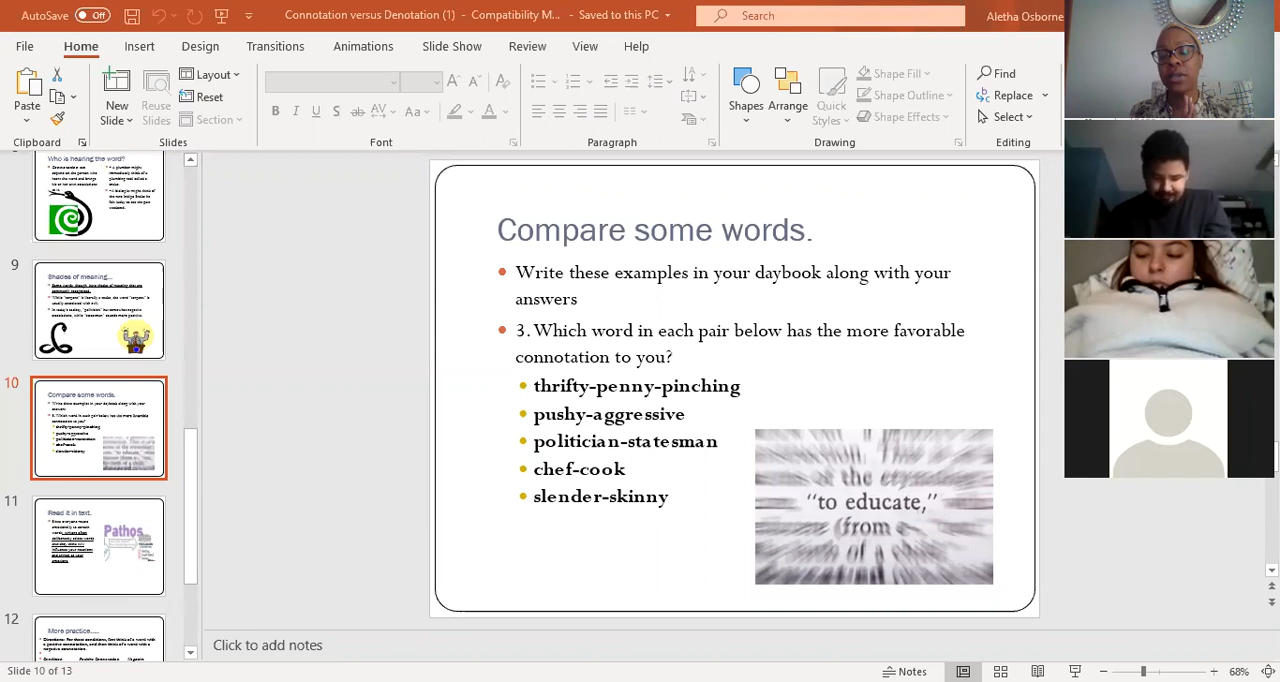 AutoSave Off
Connotation versus Denotation (1) - Compatibility M... - Saved to this PC
Search
Aletha Osborne
File Home Insert Design Transitions Animations Slide Show Review View Help
Paste
New Slide
Reuse Slides
Layout
Reset
Section
Shapes
Arrange
Quick Styles
Shape Fill
Shape Outline
Shape Effects
Find
Replace
Select
Clipboard Slides Font Paragraph Drawing Editing
Who is hearing the word?
9
Shades of meaning...
10
Compare some words.
11
Read it in text.
Pathos
12
More practice.....
Compare some words.
Write these examples in your daybook along with your
answers
3. Which word in each pair below has the more favorable
connotation to you?
thrifty-penny-pinching
pushy-aggressive
politician-statesman
chef-cook
slender-skinny
"to educate,"
(from
Click to add notes
Slide 10 of 13
Notes
68%